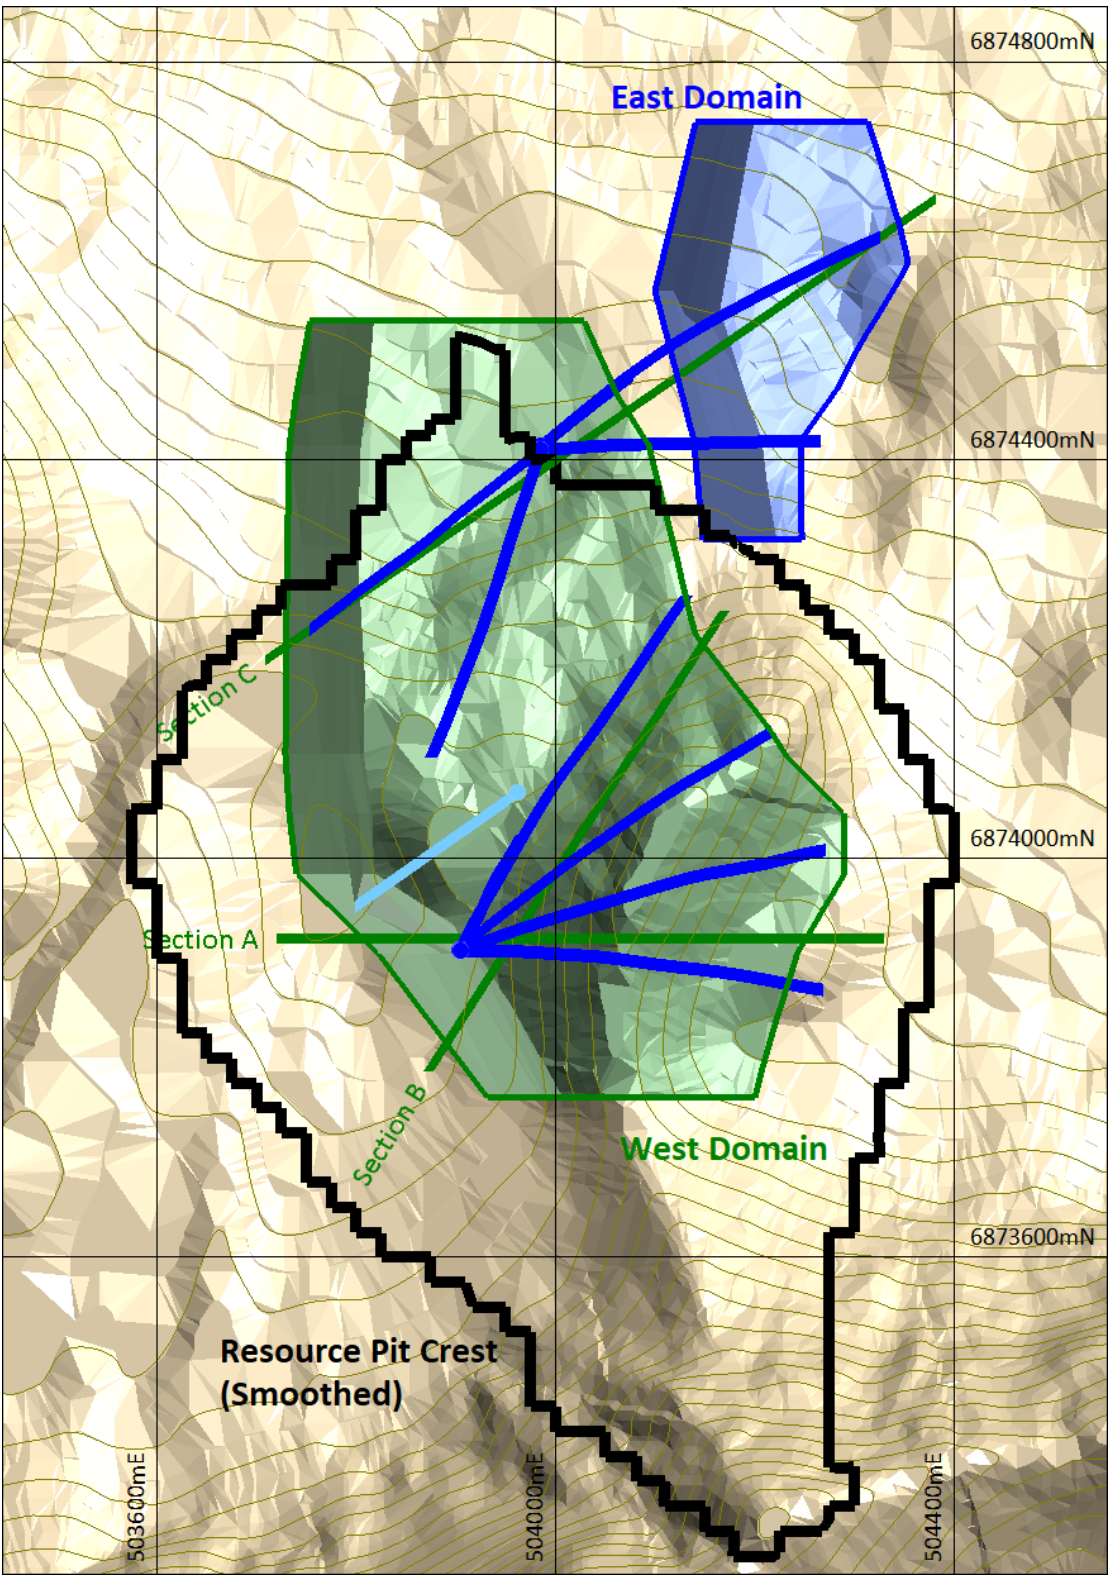 6874800mN
East Domain
6874400mN
Section C
6874000mN
Section A
Section B
West Domain
6873600mN
Resource Pit Crest
(Smoothed)
503600mE
504000mE
504400mE